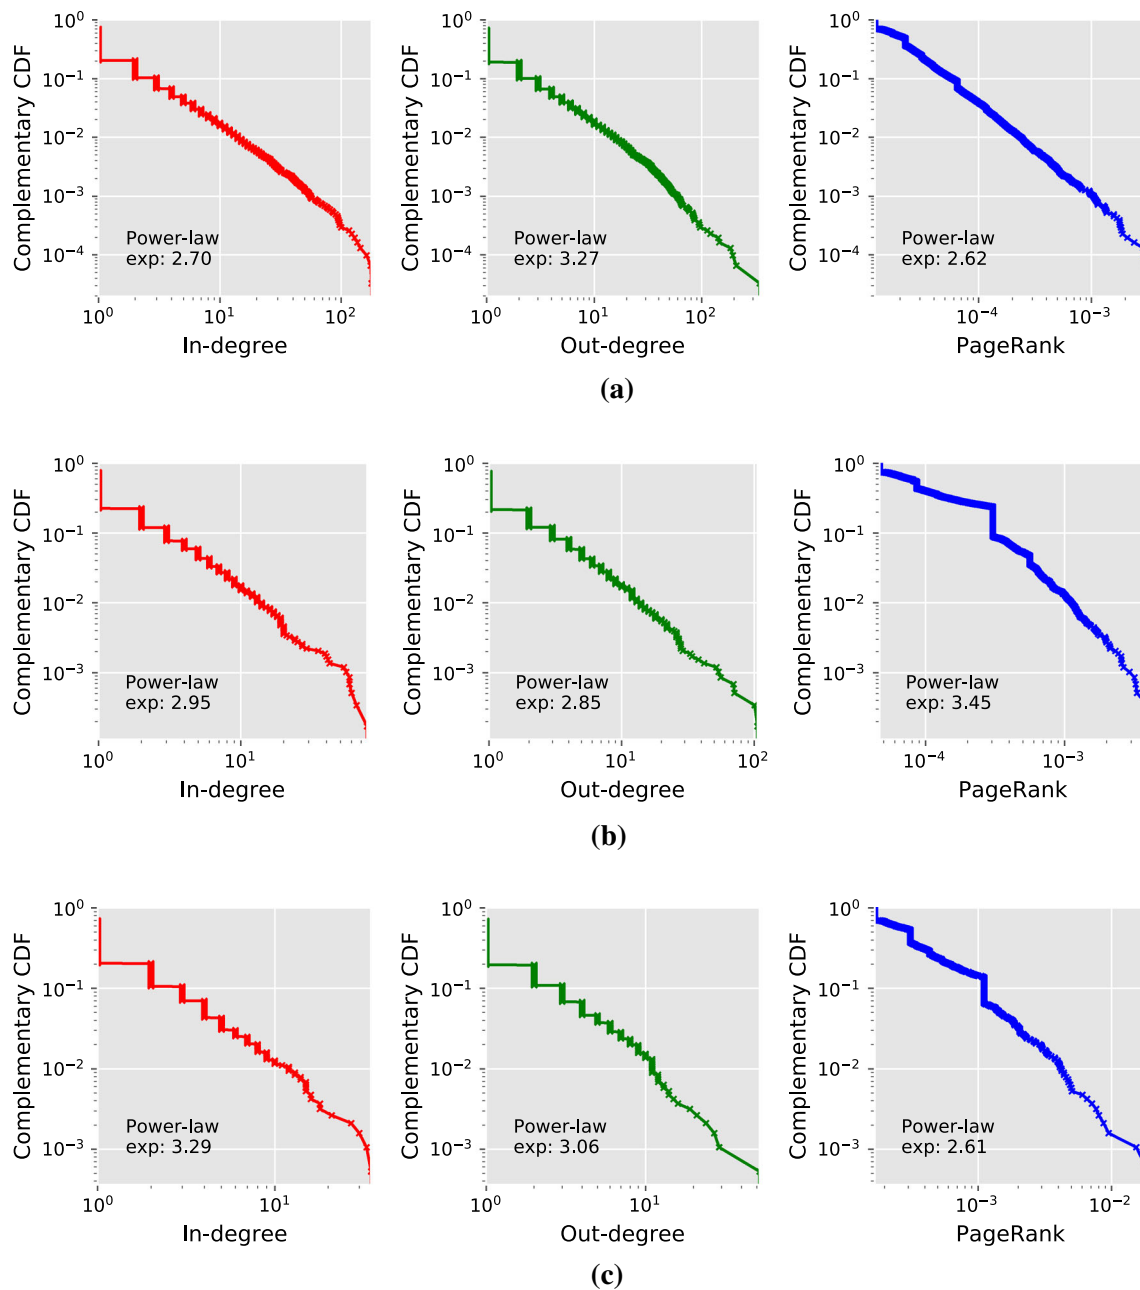 10^0
10^-1
10^-2
10^-3
10^-4
Complementary CDF
Power-law
exp: 2.70
10^0 10^1 10^2
In-degree
10^0
10^-1
10^-2
10^-3
10^-4
Complementary CDF
Power-law
exp: 3.27
10^0 10^1 10^2
Out-degree
10^0
10^-1
10^-2
10^-3
10^-4
Complementary CDF
Power-law
exp: 2.62
10^-4 10^-3
PageRank
(a)
10^0
10^-1
10^-2
10^-3
Complementary CDF
Power-law
exp: 2.95
10^0 10^1
In-degree
10^0
10^-1
10^-2
10^-3
Complementary CDF
Power-law
exp: 2.85
10^0 10^1 10^2
Out-degree
10^0
10^-1
10^-2
10^-3
Complementary CDF
Power-law
exp: 3.45
10^-4 10^-3
PageRank
(b)
10^0
10^-1
10^-2
10^-3
Complementary CDF
Power-law
exp: 3.29
10^0 10^1
In-degree
10^0
10^-1
10^-2
10^-3
Complementary CDF
Power-law
exp: 3.06
10^0 10^1
Out-degree
10^0
10^-1
10^-2
10^-3
Complementary CDF
Power-law
exp: 2.61
10^-3 10^-2
PageRank
(c)